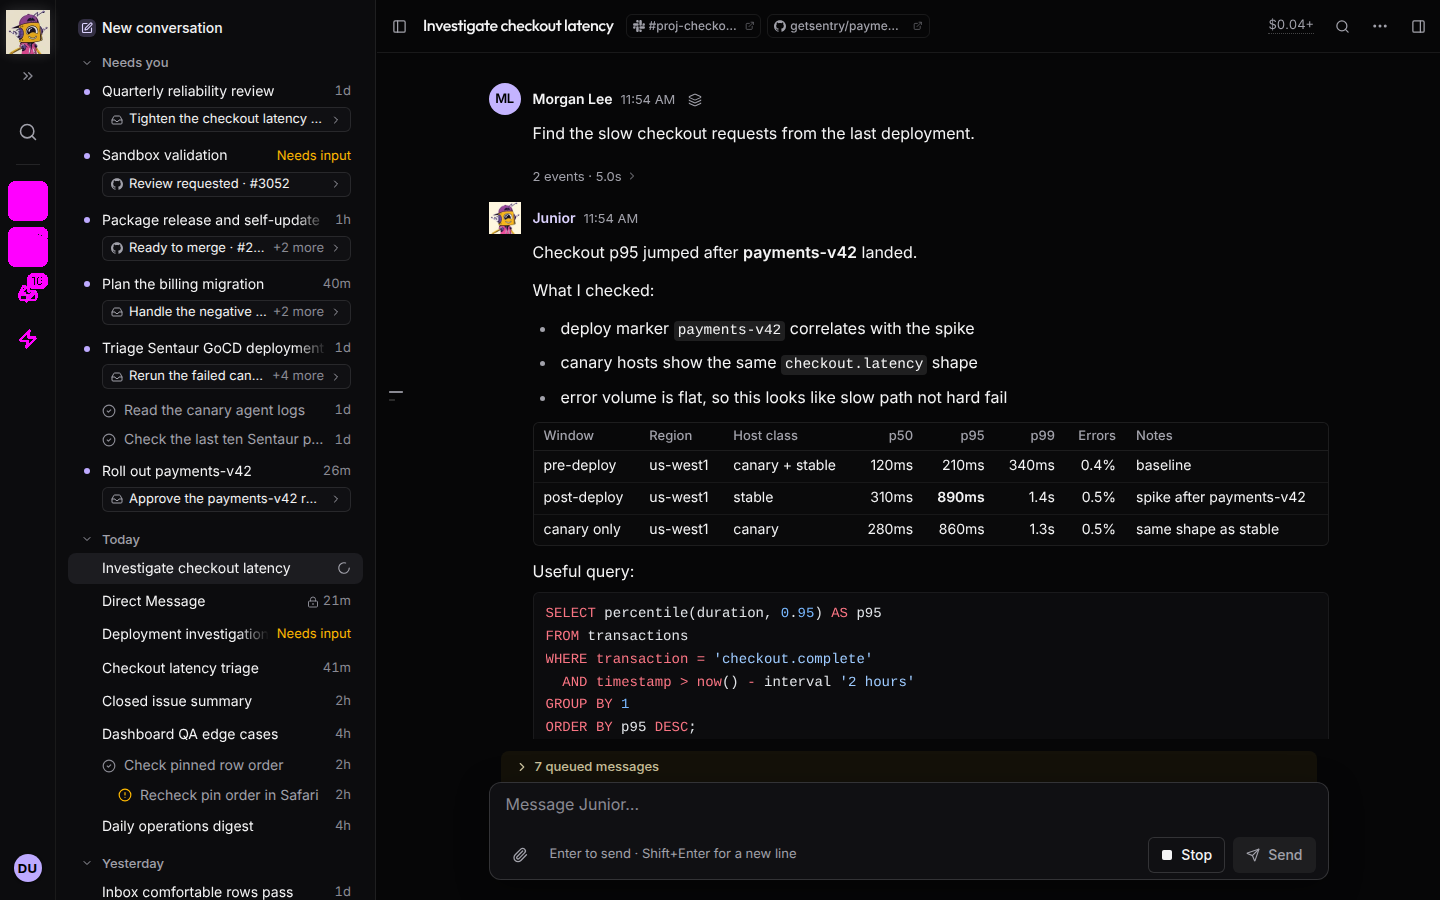 New conversation
Needs you
Quarterly reliability review 1d
Tighten the checkout latency ...
Sandbox validation Needs input
Review requested · #3052
Package release and self-update 1h
Ready to merge · #2... +2 more
Plan the billing migration 40m
Handle the negative ... +2 more
Triage Sentaur GoCD deployment 1d
Rerun the failed can... +4 more
Read the canary agent logs 1d
Check the last ten Sentaur p... 1d
Roll out payments-v42 26m
Approve the payments-v42 r...
Today
Investigate checkout latency
Direct Message 21m
Deployment investigation Needs input
Checkout latency triage 41m
Closed issue summary 2h
Dashboard QA edge cases 4h
Check pinned row order 2h
Recheck pin order in Safari 2h
Daily operations digest 4h
Yesterday
Inbox comfortable rows pass 1d
DU
Investigate checkout latency #proj-checko... getsentry/payme... $0.04+
ML Morgan Lee 11:54 AM
Find the slow checkout requests from the last deployment.
2 events · 5.0s
Junior 11:54 AM
Checkout p95 jumped after payments-v42 landed.
What I checked:
• deploy marker payments-v42 correlates with the spike
• canary hosts show the same checkout.latency shape
• error volume is flat, so this looks like slow path not hard fail
Window Region Host class p50 p95 p99 Errors Notes
pre-deploy us-west1 canary + stable 120ms 210ms 340ms 0.4% baseline
post-deploy us-west1 stable 310ms 890ms 1.4s 0.5% spike after payments-v42
canary only us-west1 canary 280ms 860ms 1.3s 0.5% same shape as stable
Useful query:
SELECT percentile(duration, 0.95) AS p95
FROM transactions
WHERE transaction = 'checkout.complete'
AND timestamp > now() - interval '2 hours'
GROUP BY 1
ORDER BY p95 DESC;
7 queued messages
Message Junior...
Enter to send · Shift+Enter for a new line
Stop
Send